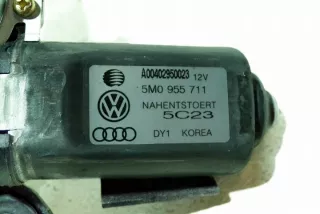 A00402950023 12V
5M0 955 711
NAHENTSTOERT
5C23
DY1 KOREA